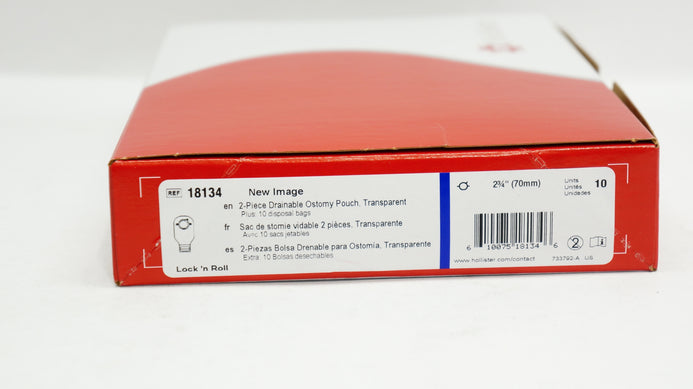 REF 18134 New Image
en 2-Piece Drainable Ostomy Pouch, Transparent
Plus: 10 disposal bags
fr Sac de stomie vidable 2 pièces, Transparente
Avec 10 sacs jetables
es 2-Piezas Bolsa Drenable para Ostomía, Transparente
Extra: 10 Bolsas desechables
Lock 'n Roll
2¾" (70mm)
Units
Unités
Unidades
10
6 10075 18134 6
2
www.hollister.com/contact
733792-A US